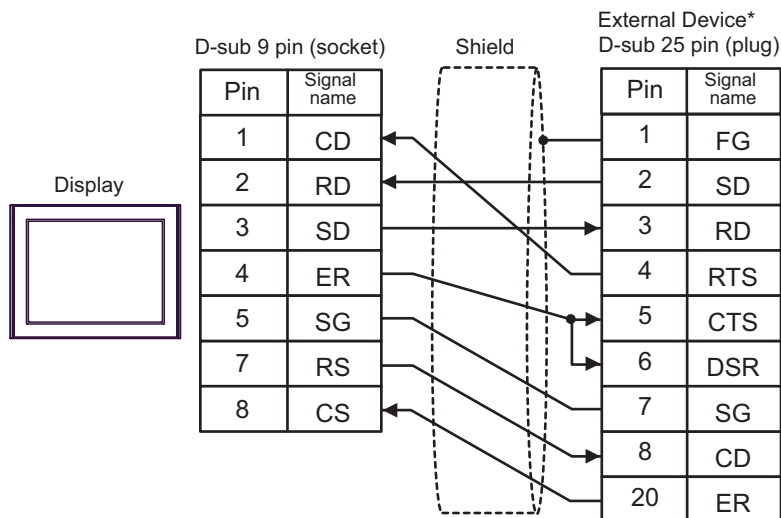 External Device*
D-sub 9 pin (socket) Shield D-sub 25 pin (plug)
Pin Signal name Pin Signal name
1 CD 1 FG
Display
2 RD 2 SD
3 SD 3 RD
4 ER 4 RTS
5 SG 5 CTS
7 RS 6 DSR
8 CS 7 SG
8 CD
20 ER